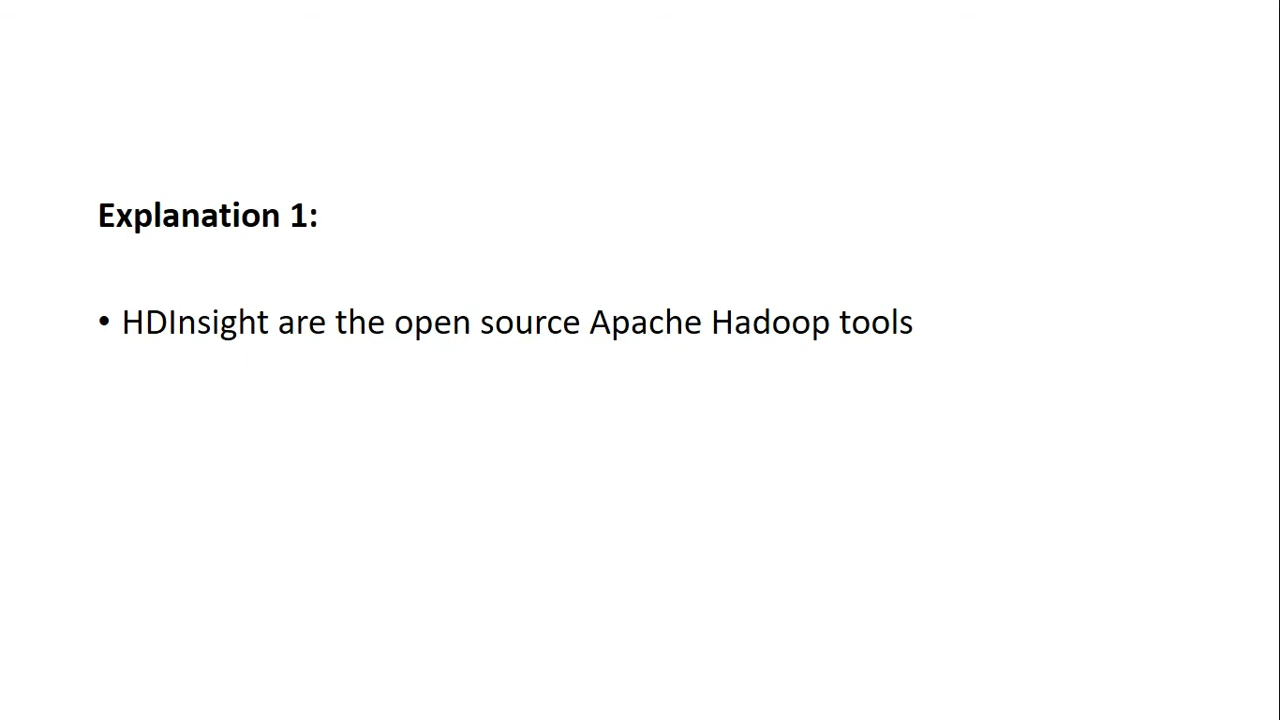 Explanation 1:
• HDInsight are the open source Apache Hadoop tools